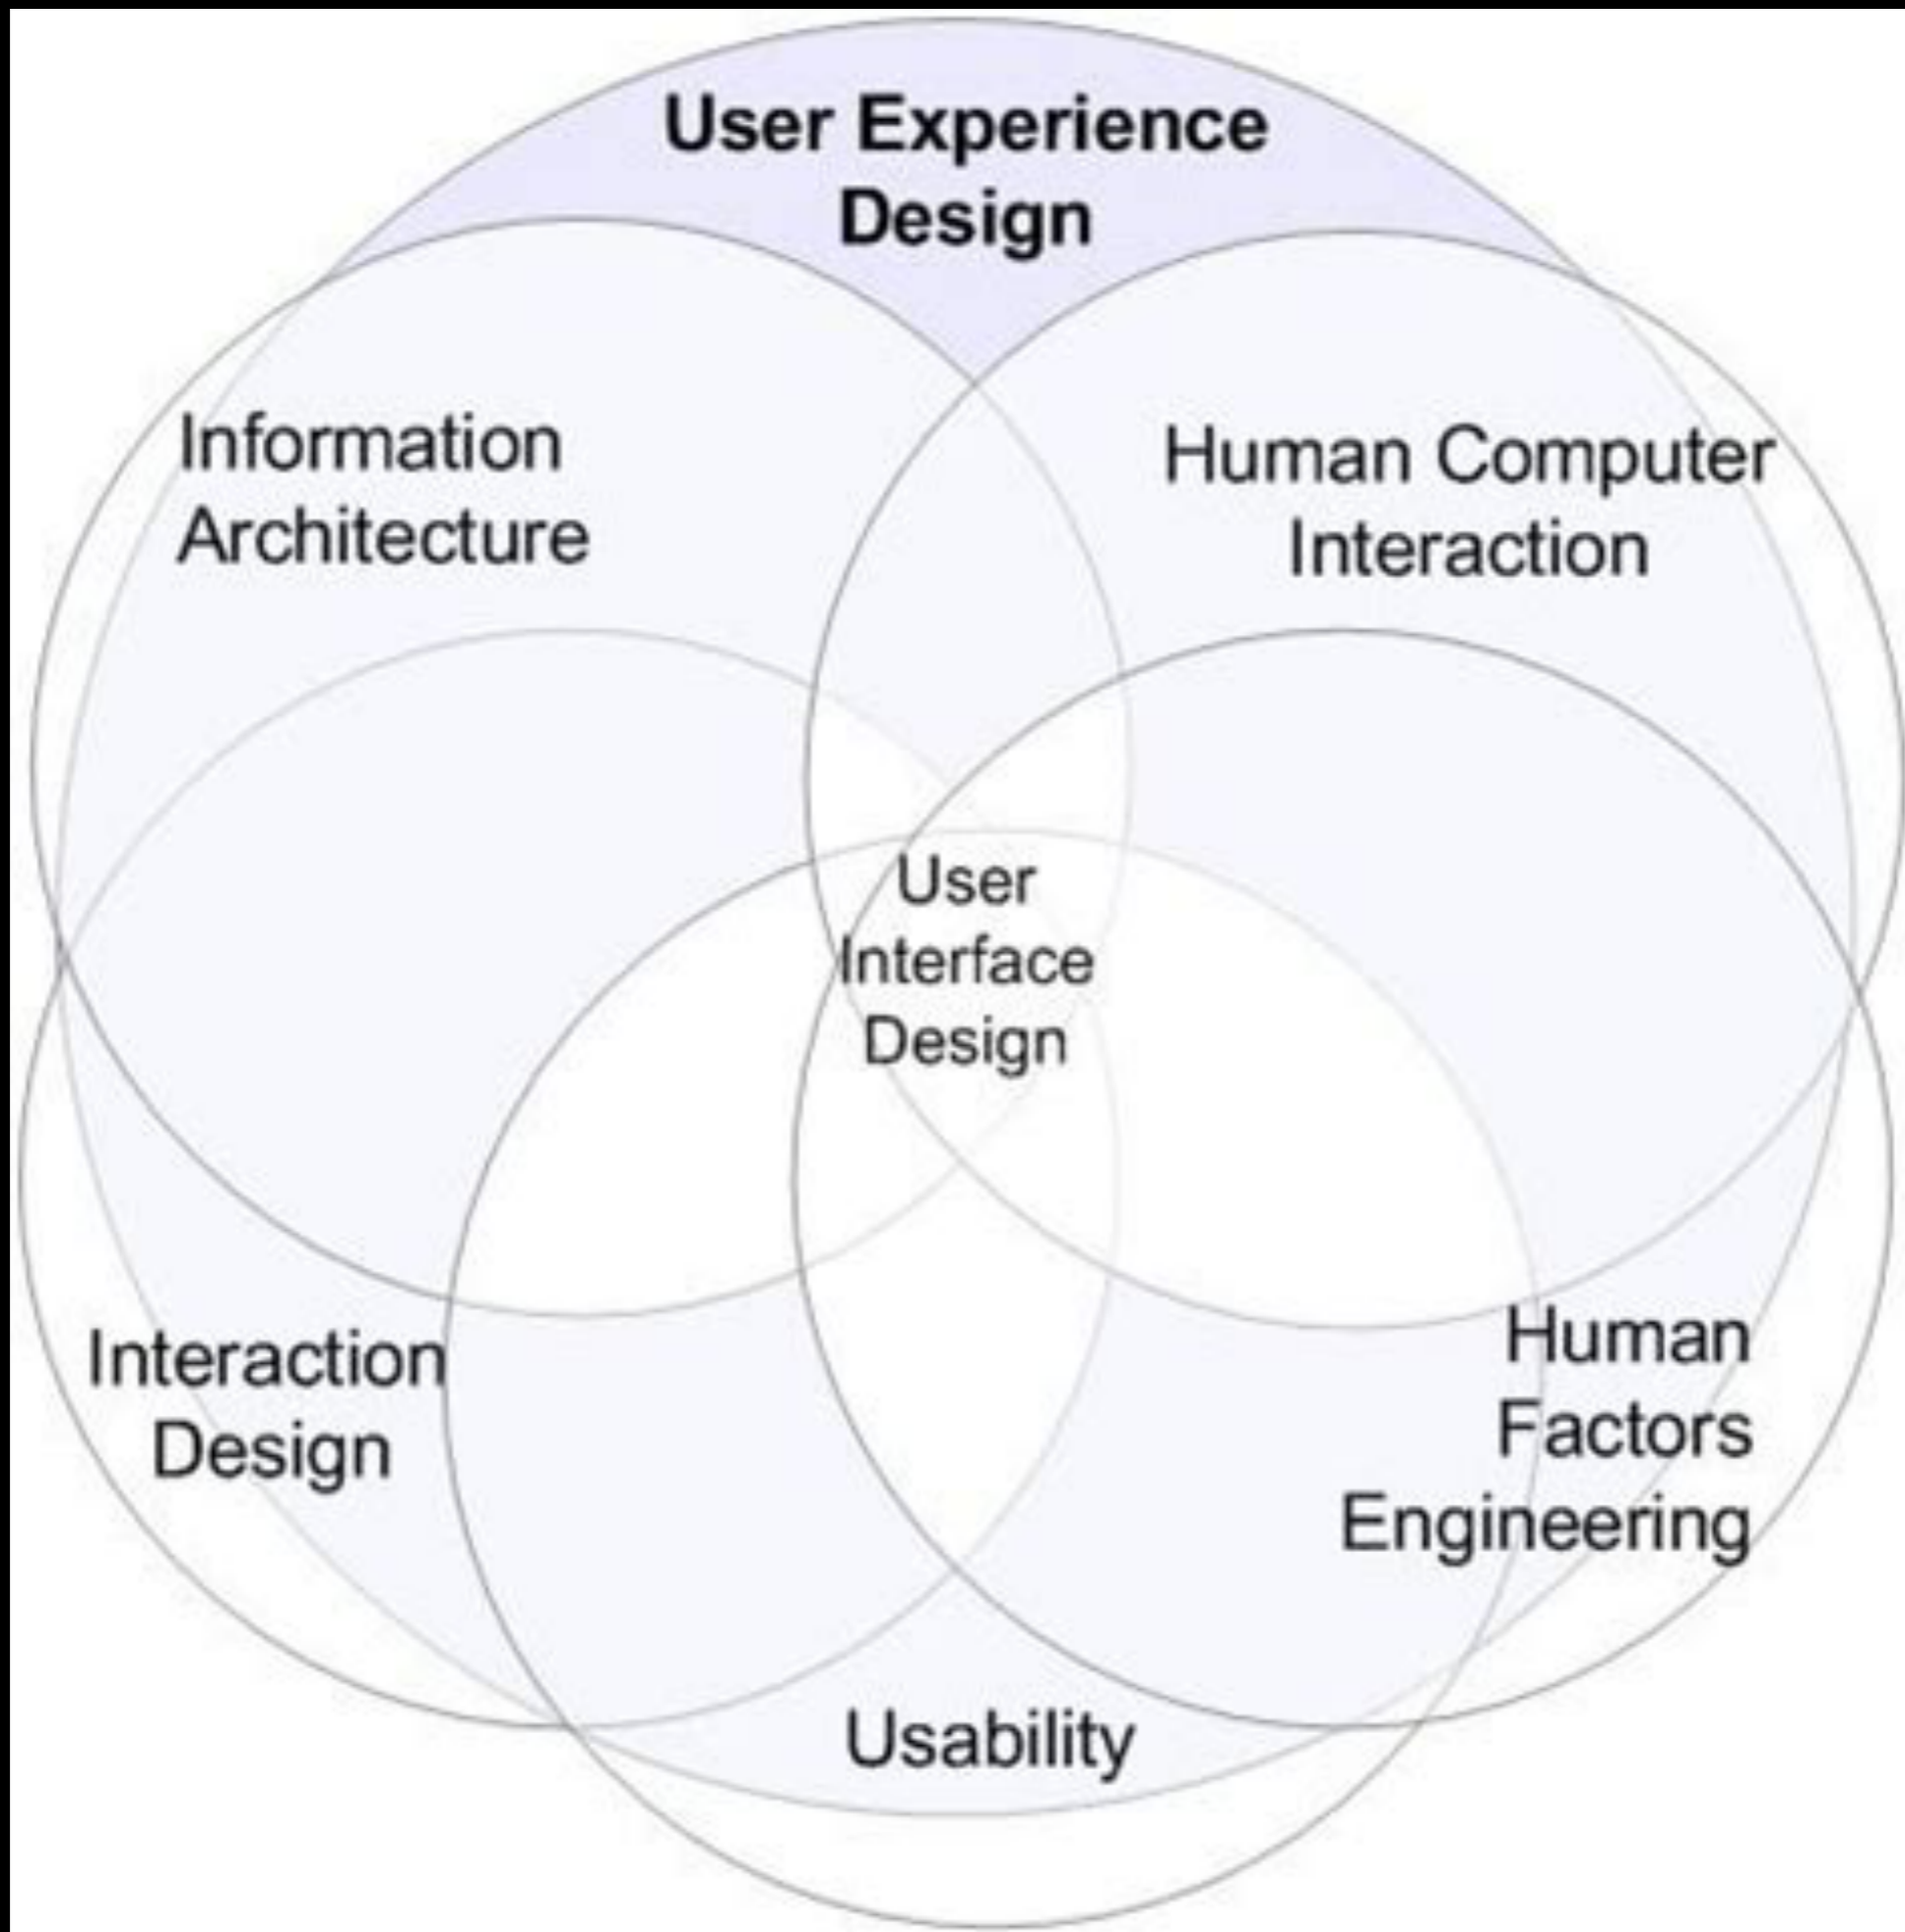 User Experience
Design
Information
Architecture
Human Computer
Interaction
User
Interface
Design
Interaction
Design
Human
Factors
Engineering
Usability